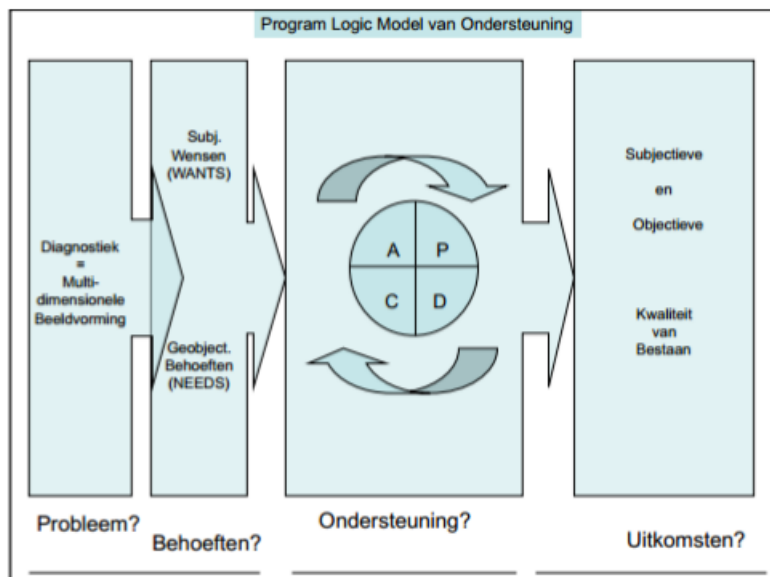 Program Logic Model van Ondersteuning
Diagnostiek
=
Multi-
dimensionele
Beeldvorming
Subj.
Wensen
(WANTS)
Geobject.
Behoeften
(NEEDS)
A P
C D
Subjectieve
en
Objectieve
Kwaliteit
van
Bestaan
Probleem?
Behoeften?
Ondersteuning?
Uitkomsten?